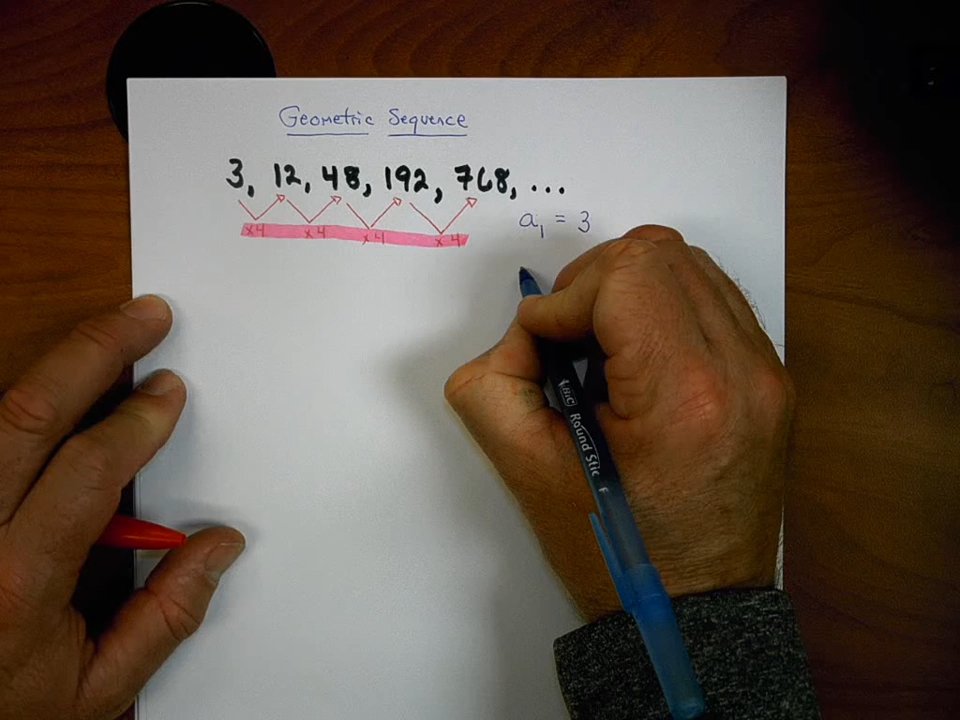 Geometric Sequence
3, 12, 48, 192, 768, ...
x4 x4 x4 x4
a₁ = 3
BIC Round Stic F